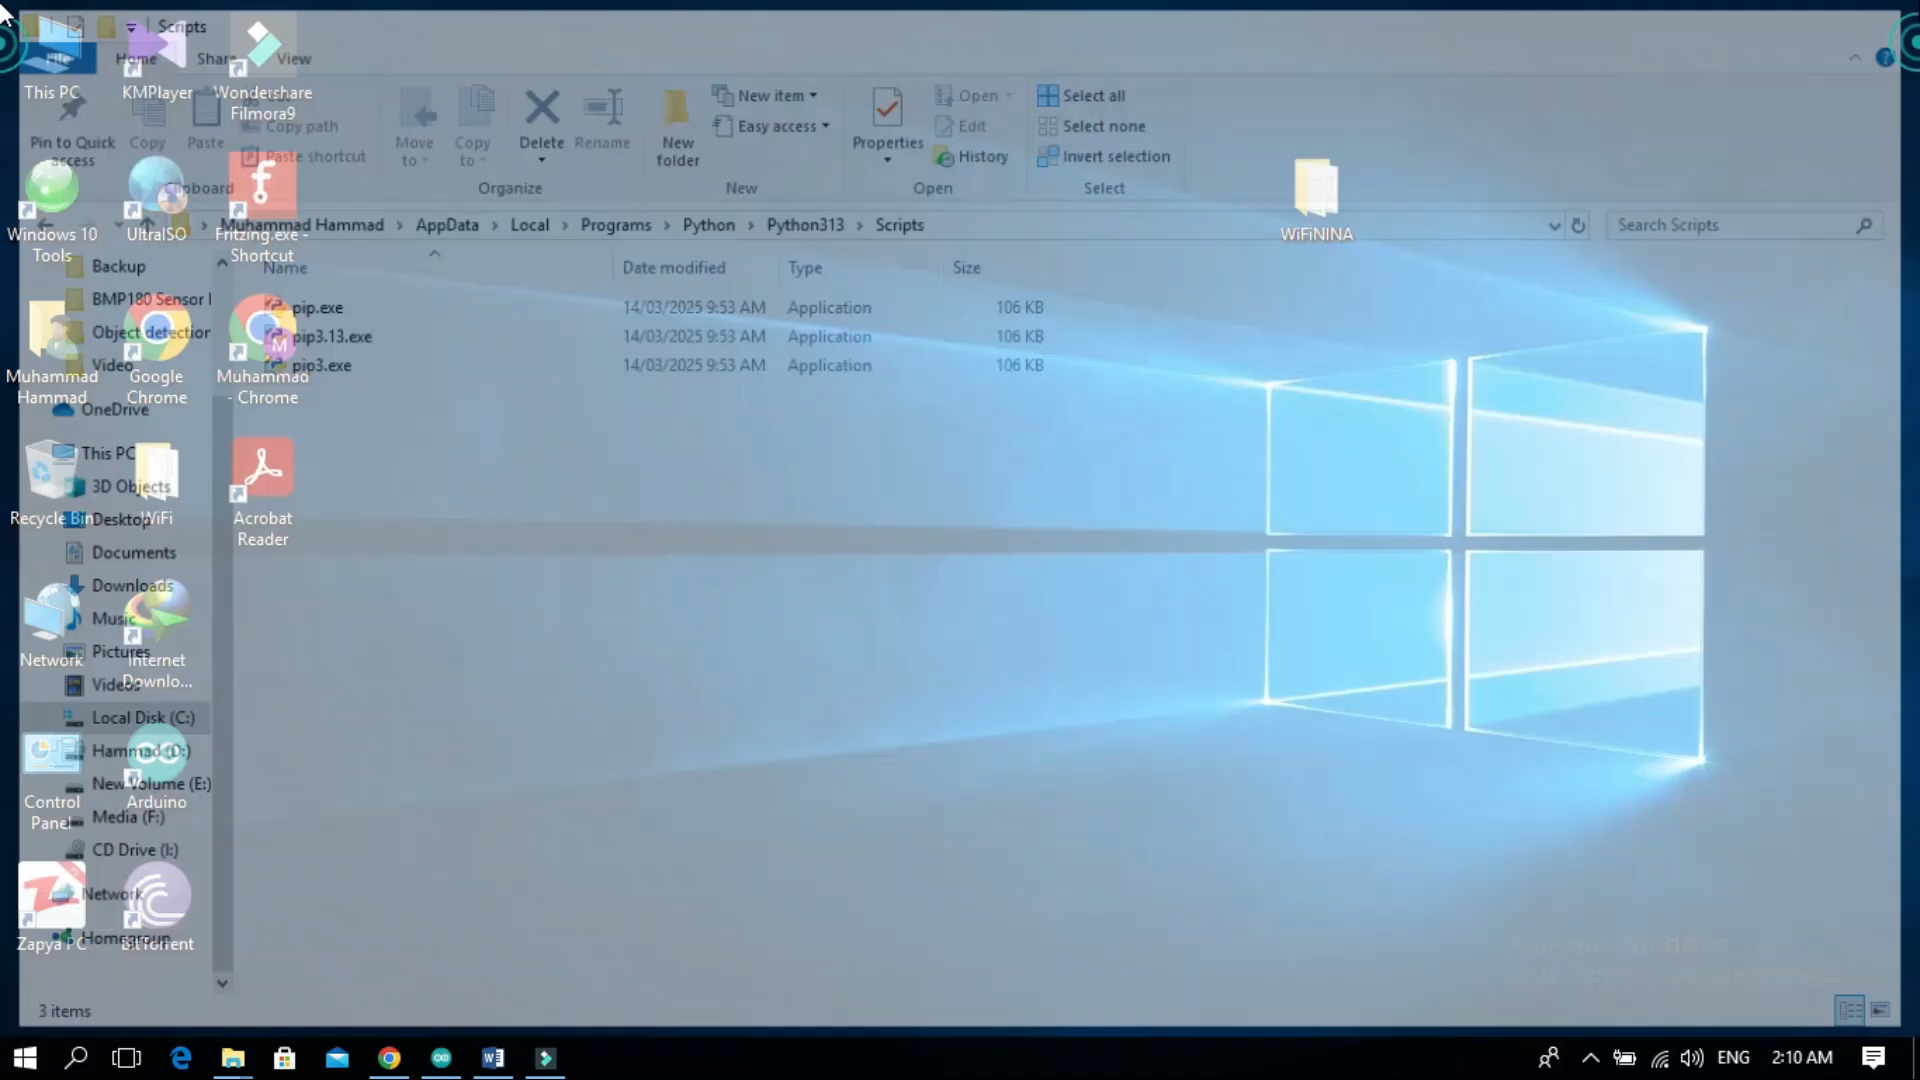 Scripts
File
Home
Share
View
This PC
KMPlayer
Wondershare
Filmora9
Pin to Quick
access
Copy
Paste
Copy path
Paste shortcut
Clipboard
Move
to
Copy
to
Delete
Rename
Organize
New
folder
New item
Easy access
New
Properties
Open
Edit
History
Open
Select all
Select none
Invert selection
Select
WiFiNINA
Windows 10
Tools
UltraISO
Fritzing.exe -
Shortcut
Muhammad Hammad
AppData
Local
Programs
Python
Python313
Scripts
Search Scripts
Name
Date modified
Type
Size
pip.exe
14/03/2025 9:53 AM
Application
106 KB
pip3.13.exe
14/03/2025 9:53 AM
Application
106 KB
pip3.exe
14/03/2025 9:53 AM
Application
106 KB
Backup
BMP180 Sensor
Object detection
Video
OneDrive
This PC
3D Objects
Desktop
Documents
Downloads
Music
Pictures
Videos
Local Disk (C:)
Hammad (D:)
New Volume (E:)
Media (F:)
CD Drive (I:)
Network
Homegroup
Muhammad
Hammad
Google
Chrome
M
Muhammad
- Chrome
Recycle Bin
WiFi
Acrobat
Reader
Network
Internet
Downlo...
Control
Panel
Arduino
Zapya PC
BitTorrent
3 items
ENG
2:10 AM